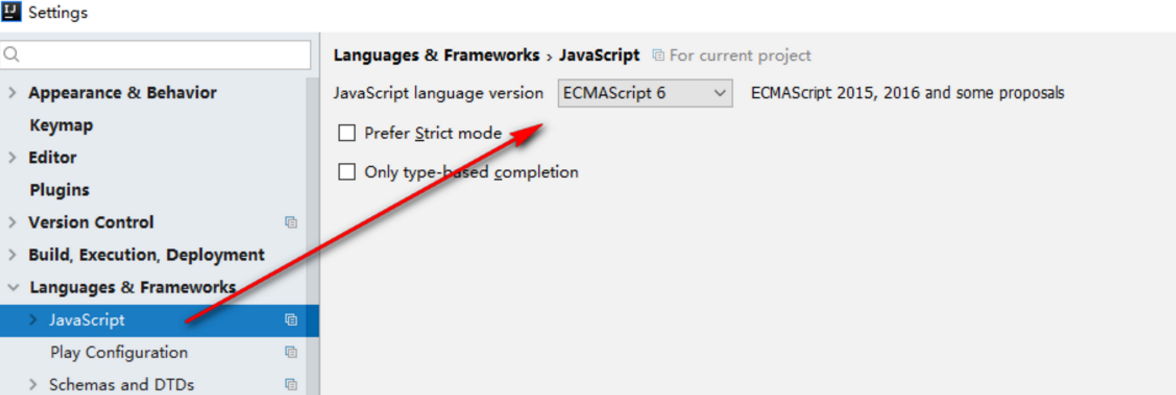 IJ Settings
Languages & Frameworks › JavaScript For current project
JavaScript language version ECMAScript 6 ECMAScript 2015, 2016 and some proposals
Prefer Strict mode
Only type-based completion
Appearance & Behavior
Keymap
Editor
Plugins
Version Control
Build, Execution, Deployment
Languages & Frameworks
JavaScript
Play Configuration
Schemas and DTDs